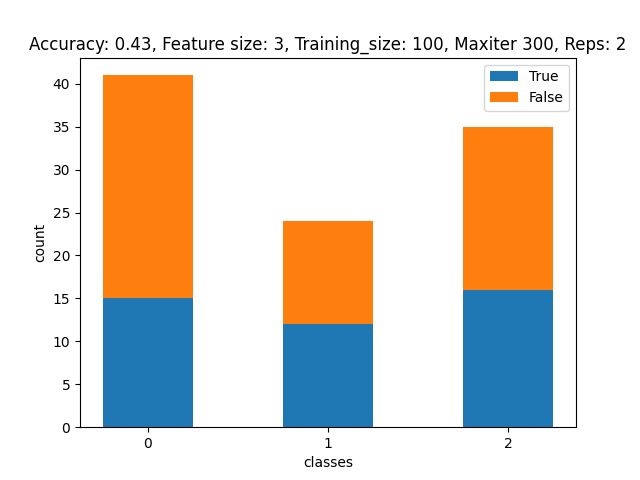 Accuracy: 0.43, Feature size: 3, Training_size: 100, Maxiter 300, Reps: 2
True
False
40
35
30
25
20
15
10
5
0
count
0
1
2
classes